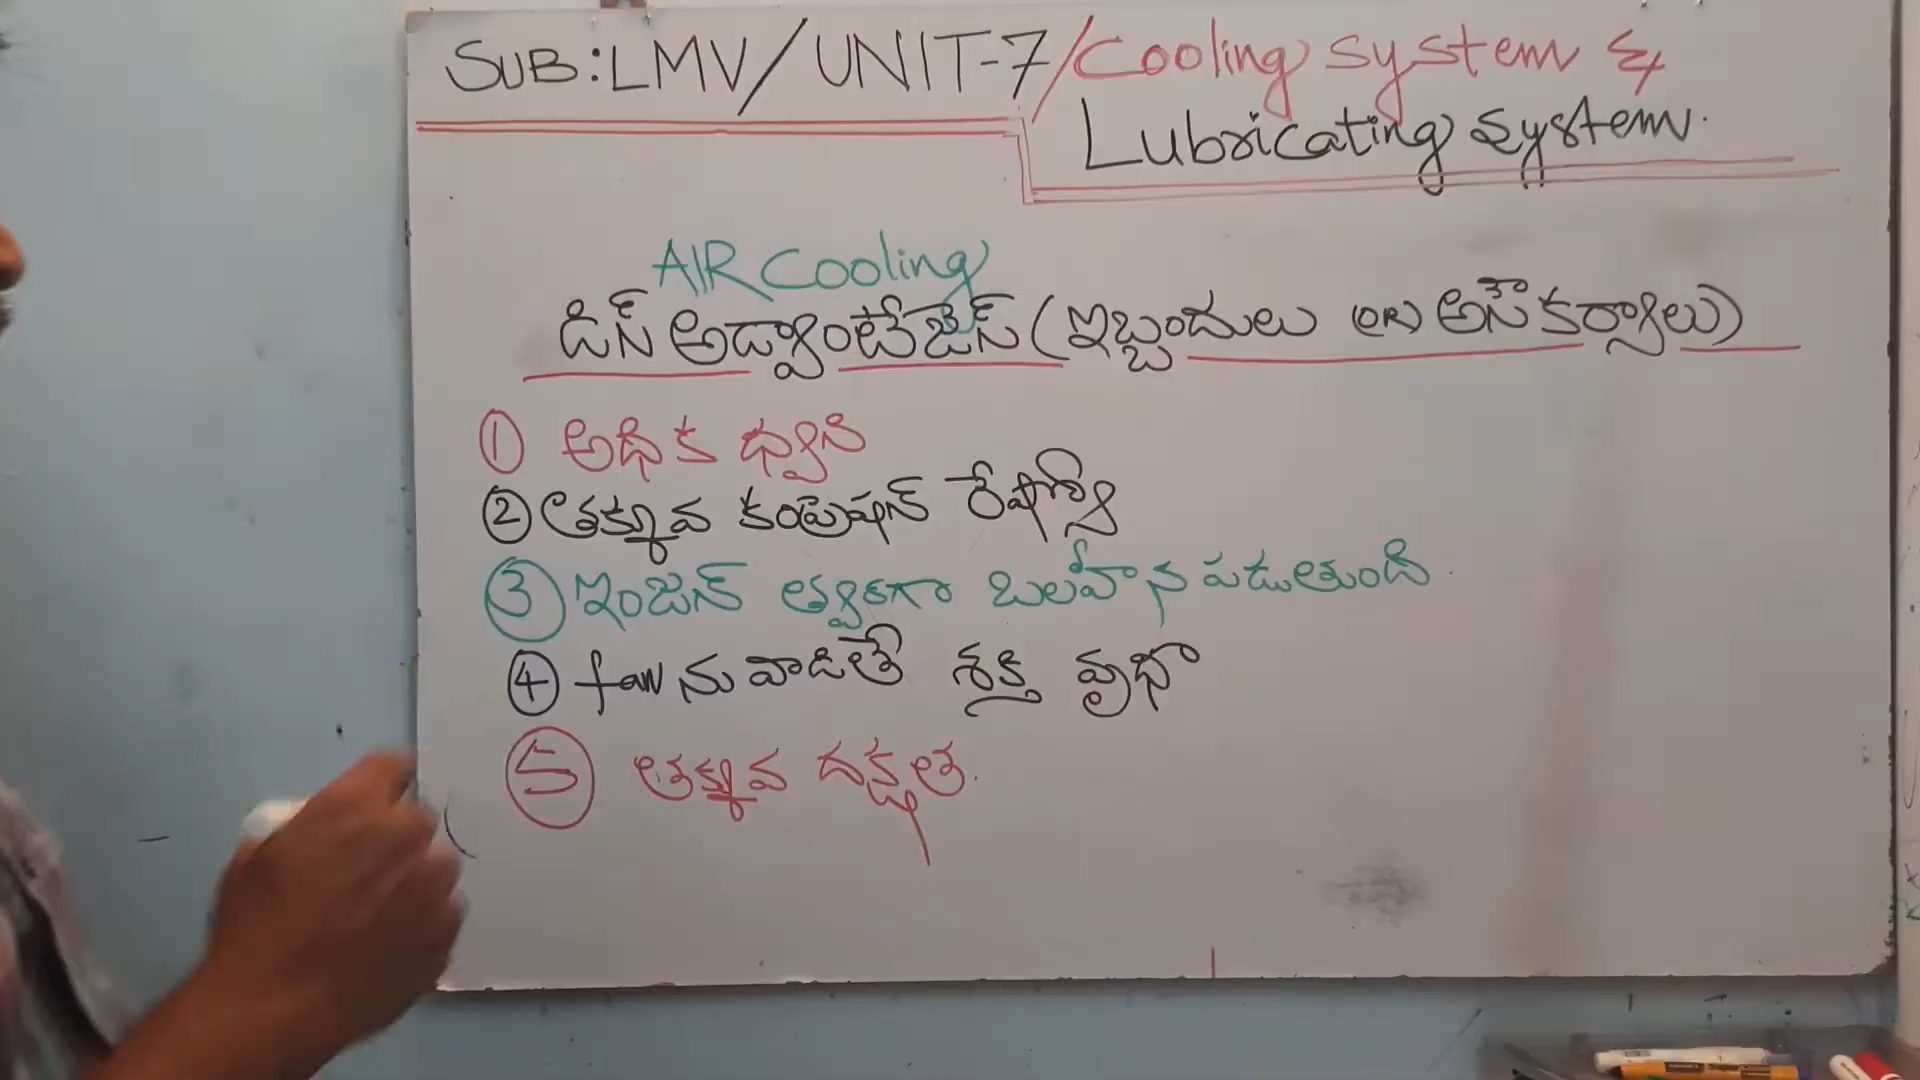 SUB: LMV/UNIT-7/Cooling system &
Lubricating system.
AIR Cooling
డిస్ అడ్వాంటేజెస్ (ఇబ్బందులు (OR) అసౌకర్యాలు)
① అధిక ధ్వని
② తక్కువ కంప్రెషన్ రేషియో
③ ఇంజన్ త్వరగా బలహీన పడుతుంది.
④ fan ను వాడితే శక్తి వృధా
⑤ తక్కువ దక్షత.